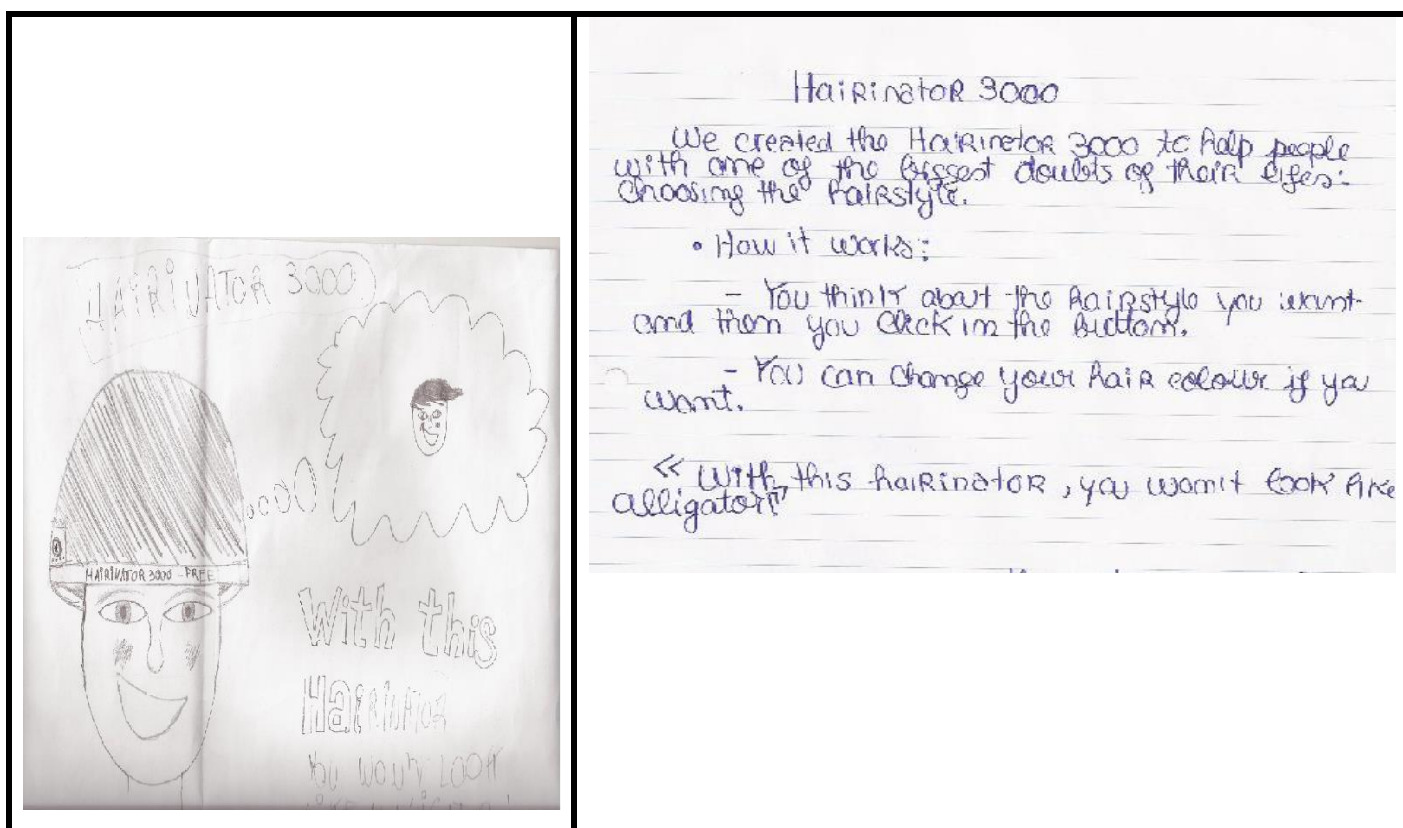 HAIRINATOR 3000
HAIRINATOR 3000 - FREE
With this
HAIRINATOR
you won't look
Hairinator 3000
We created the Hairinator 3000 to help people
with one of the biggest doubts of their lifes:
choosing the hairstyle.
• How it works:
- You think about the hairstyle you want
and then you click in the buttom.
- You can change your hair colour if you
want.
<< With this hairinator, you won't look like
alligator!"